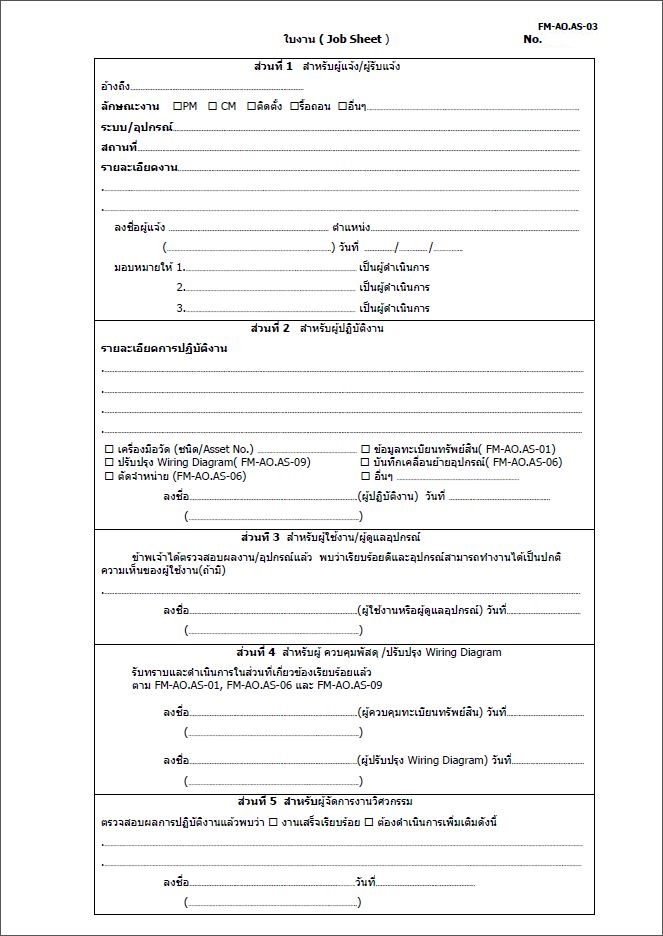 FM-AO.AS-03
ใบงาน ( Job Sheet ) No.
ส่วนที่ 1 สำหรับผู้แจ้ง/ผู้รับแจ้ง
อ้างถึง
ลักษณะงาน ☐PM ☐ CM ☐ติดตั้ง ☐รื้อถอน ☐อื่นๆ
ระบบ/อุปกรณ์
สถานที่
รายละเอียดงาน
ลงชื่อผู้แจ้ง ตำแหน่ง
( ) วันที่ / /
มอบหมายให้ 1. เป็นผู้ดำเนินการ
2. เป็นผู้ดำเนินการ
3. เป็นผู้ดำเนินการ
ส่วนที่ 2 สำหรับผู้ปฏิบัติงาน
รายละเอียดการปฏิบัติงาน
☐ เครื่องมือวัด (ชนิด/Asset No.) ☐ ข้อมูลทะเบียนทรัพย์สิน( FM-AO.AS-01)
☐ ปรับปรุง Wiring Diagram( FM-AO.AS-09) ☐ บันทึกเคลื่อนย้ายอุปกรณ์( FM-AO.AS-06)
☐ ตัดจำหน่าย (FM-AO.AS-06) ☐ อื่นๆ
ลงชื่อ (ผู้ปฏิบัติงาน) วันที่
( )
ส่วนที่ 3 สำหรับผู้ใช้งาน/ผู้ดูแลอุปกรณ์
ข้าพเจ้าได้ตรวจสอบผลงาน/อุปกรณ์แล้ว พบว่าเรียบร้อยดีและอุปกรณ์สามารถทำงานได้เป็นปกติ
ความเห็นของผู้ใช้งาน(ถ้ามี)
ลงชื่อ (ผู้ใช้งานหรือผู้ดูแลอุปกรณ์) วันที่
( )
ส่วนที่ 4 สำหรับผู้ ควบคุมพัสดุ /ปรับปรุง Wiring Diagram
รับทราบและดำเนินการในส่วนที่เกี่ยวข้องเรียบร้อยแล้ว
ตาม FM-AO.AS-01, FM-AO.AS-06 และ FM-AO.AS-09
ลงชื่อ (ผู้ควบคุมทะเบียนทรัพย์สิน) วันที่
( )
ลงชื่อ (ผู้ปรับปรุง Wiring Diagram) วันที่
( )
ส่วนที่ 5 สำหรับผู้จัดการงานวิศวกรรม
ตรวจสอบผลการปฏิบัติงานแล้วพบว่า ☐ งานเสร็จเรียบร้อย ☐ ต้องดำเนินการเพิ่มเติมดังนี้
ลงชื่อ วันที่
( )